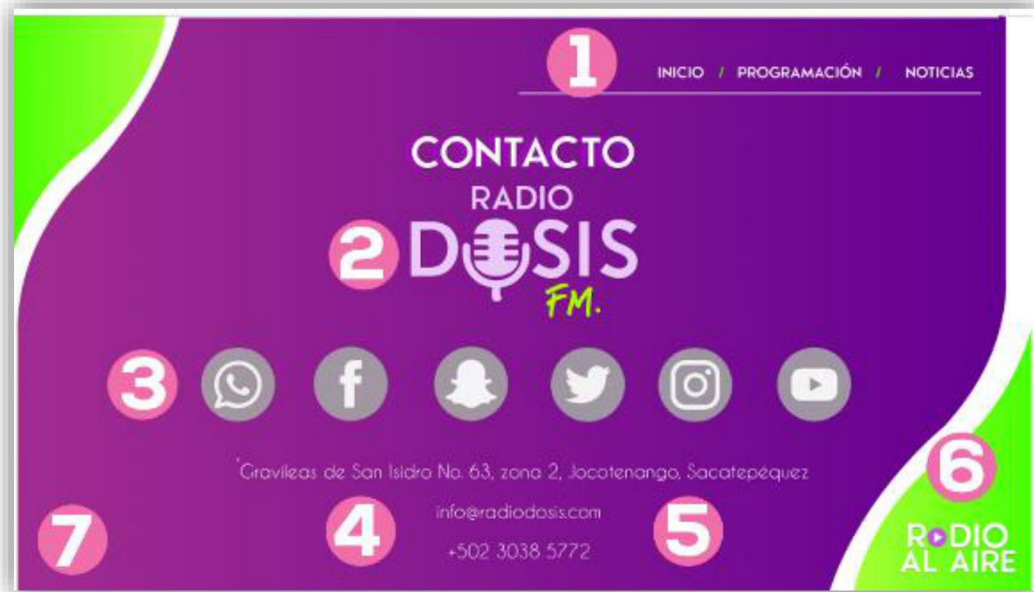 1 INICIO / PROGRAMACIÓN / NOTICIAS
CONTACTO
RADIO
2 DOSIS
FM.
3
*Gravileas de San Isidro No. 63, zona 2, Jocotenango, Sacatepéquez
6
info@radiodosis.com
7 4 5
+502 3038 5772
RADIO
AL AIRE